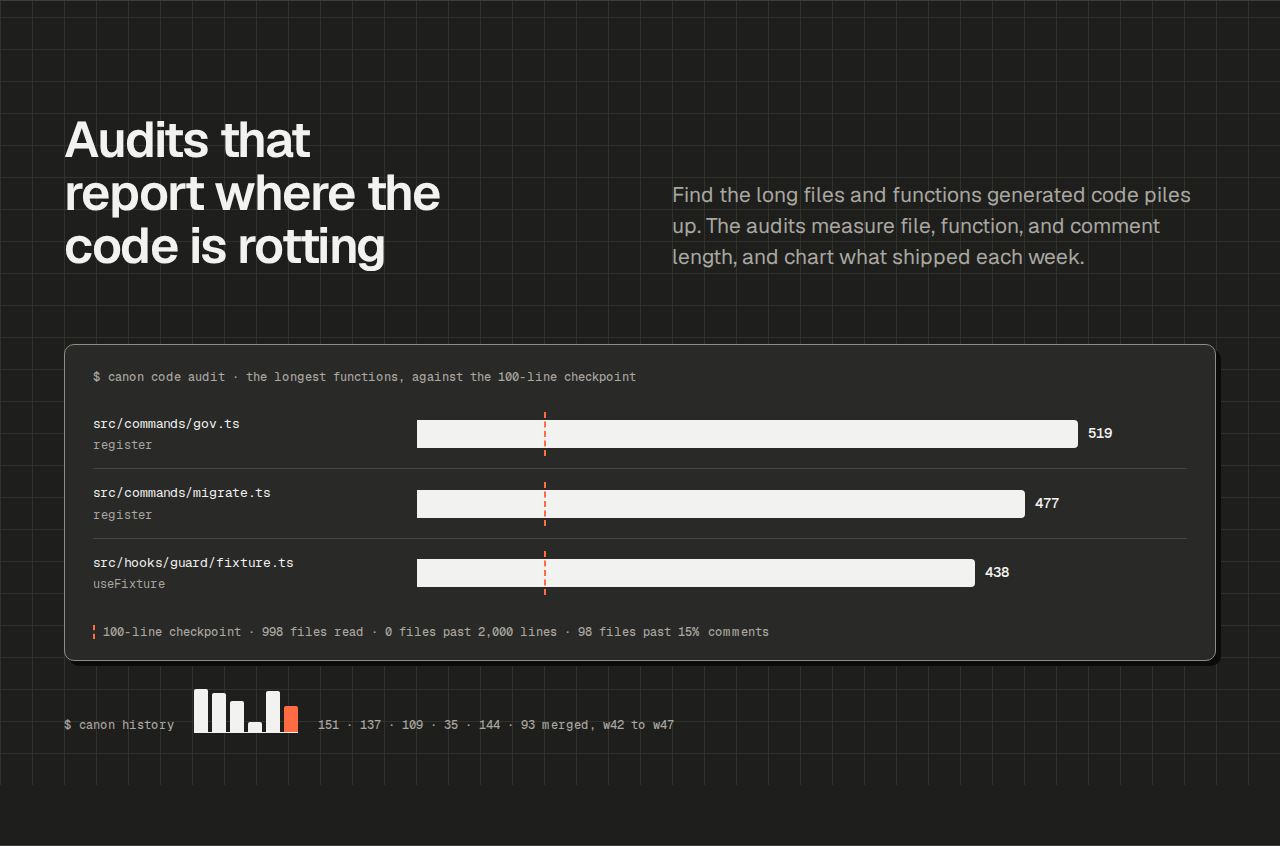 Audits that
report where the
code is rotting
Find the long files and functions generated code piles
up. The audits measure file, function, and comment
length, and chart what shipped each week.
$ canon code audit · the longest functions, against the 100-line checkpoint
src/commands/gov.ts
register
519
src/commands/migrate.ts
register
477
src/hooks/guard/fixture.ts
useFixture
438
100-line checkpoint · 998 files read · 0 files past 2,000 lines · 98 files past 15% comments
$ canon history
151 · 137 · 109 · 35 · 144 · 93 merged, w42 to w47